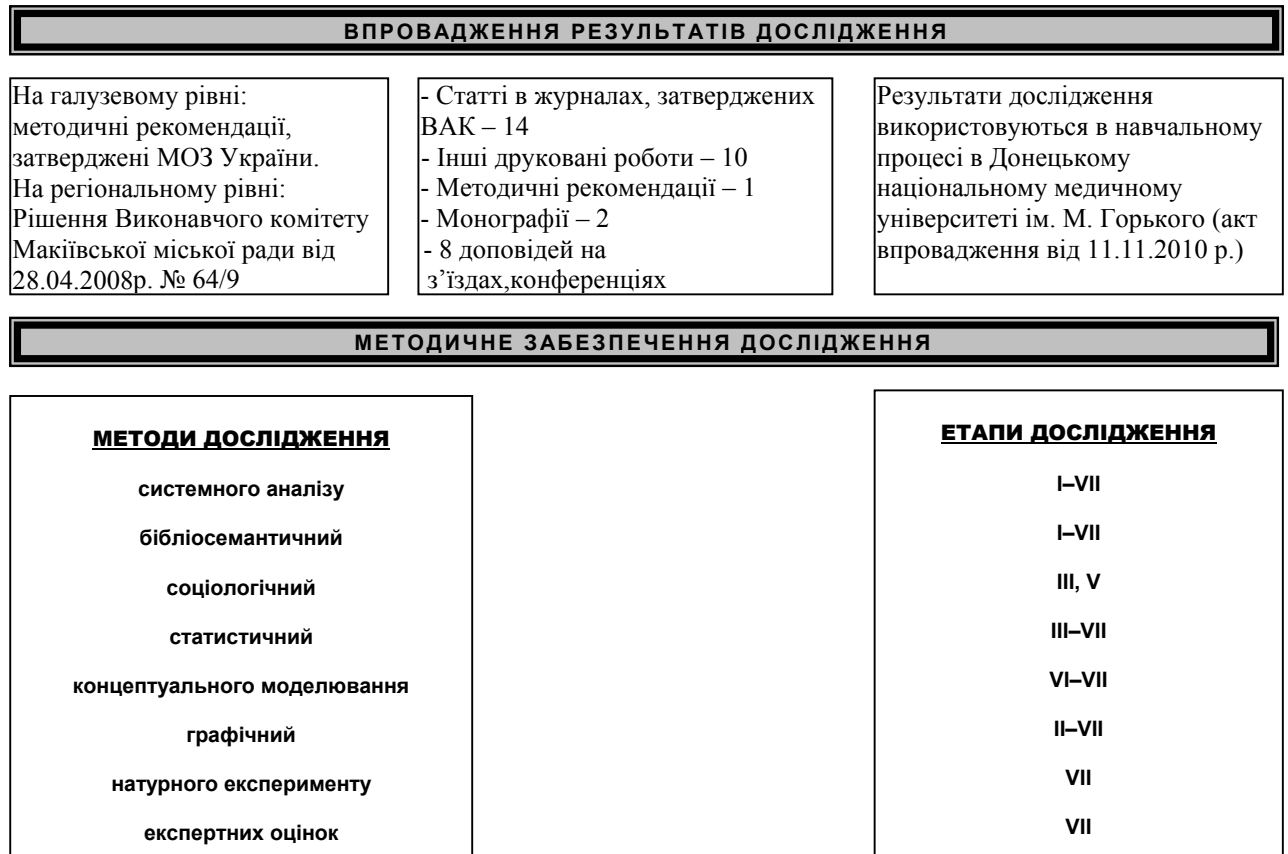 ВПРОВАДЖЕННЯ РЕЗУЛЬТАТІВ ДОСЛІДЖЕННЯ
На галузевому рівні:
методичні рекомендації,
затверджені МОЗ України.
На регіональному рівні:
Рішення Виконавчого комітету
Макіївської міської ради від
28.04.2008р. № 64/9
- Статті в журналах, затверджених
ВАК – 14
- Інші друковані роботи – 10
- Методичні рекомендації – 1
- Монографії – 2
- 8 доповідей на
з’їздах,конференціях
Результати дослідження
використовуються в навчальному
процесі в Донецькому
національному медичному
університеті ім. М. Горького (акт
впровадження від 11.11.2010 р.)
МЕТОДИЧНЕ ЗАБЕЗПЕЧЕННЯ ДОСЛІДЖЕННЯ
МЕТОДИ ДОСЛІДЖЕННЯ
системного аналізу
бібліосемантичний
соціологічний
статистичний
концептуального моделювання
графічний
натурного експерименту
експертних оцінок
ЕТАПИ ДОСЛІДЖЕННЯ
I–VII
I–VII
III, V
III–VII
VI–VII
II–VII
VII
VII